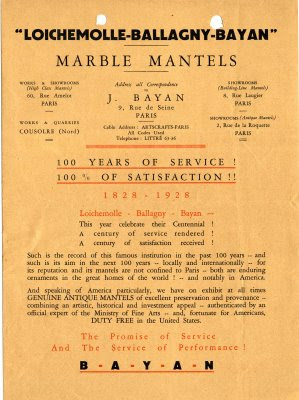 "LOICHEMOLLE-BALLAGNY-BAYAN"
MARBLE MANTELS
WORKS & SHOWROOMS
(High Class Mantels)
60, Rue Amelot
PARIS
WORKS & QUARRIES
COUSOLRE (Nord)
Address all Correspondence
to
J. BAYAN
9, Rue de Seine
PARIS
Cable Address : ARTSCRAFTS-PARIS
All Codes Used
Telephone : LITTRÉ 63-36
SHOWROOMS
(Building-Line Mantels)
8, Rue Laugier
PARIS
SHOWROOMS (Antique Mantels)
2, Rue de la Roquette
PARIS
100 YEARS OF SERVICE !
100 % OF SATISFACTION !!
1828 - 1928
Loichemolle - Ballagny - Bayan —
This year celebrate their Centennial !
A century of service rendered !
A century of satisfaction received !
Such is the record of this famous institution in the past 100 years – and
such is its aim in the next 100 years – locally and internationally – for
its reputation and its mantels are not confined to Paris – both are enduring
ornaments in the great homes of the world ! – and notably in America.
And speaking of America particularly, we have on exhibit at all times
GENUINE ANTIQUE MANTELS of excellent preservation and provenance –
combining an artistic, historical and investment appeal – authenticated by an
official expert of the Ministry of Fine Arts – and, fortunate for Americans,
DUTY FREE in the United States.
The Promise of Service
And The Service of Performance !
B - A - Y - A - N